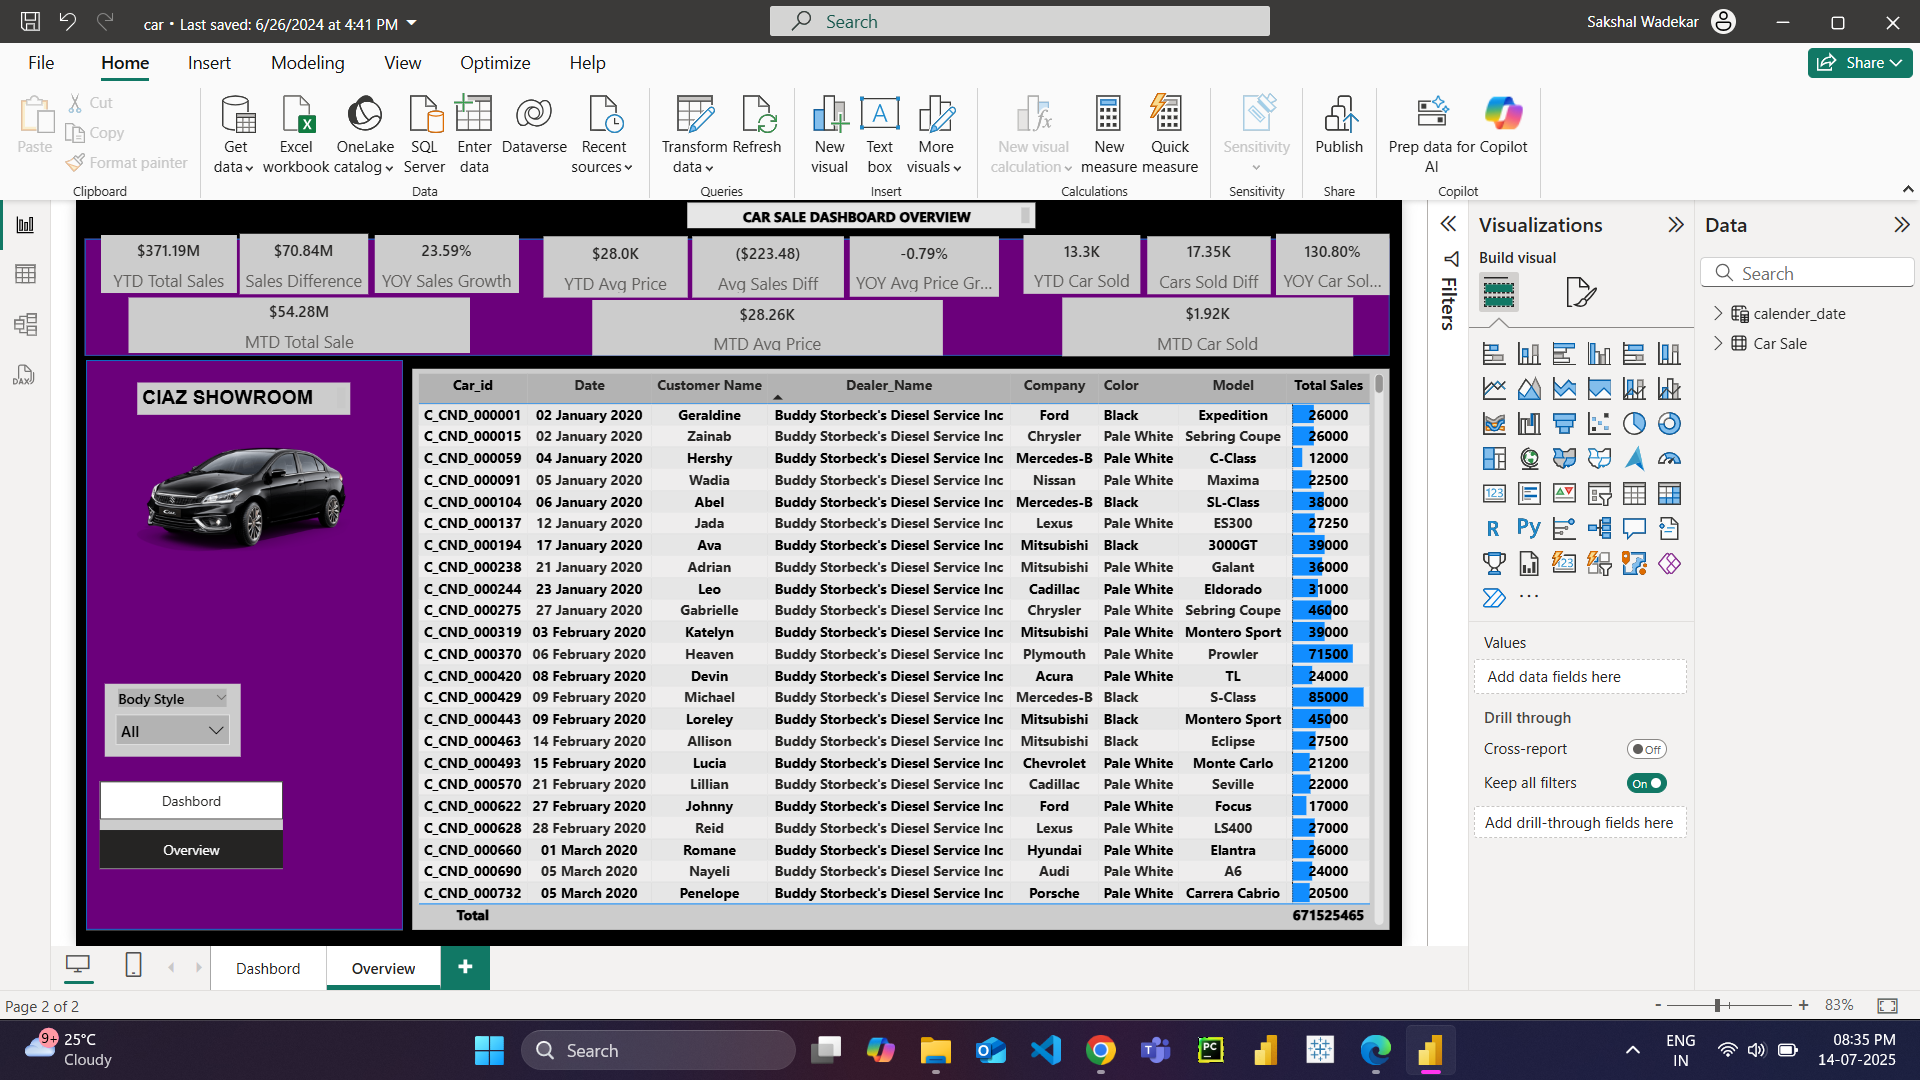 car • Last saved: 6/26/2024 at 4:41 PM
Search
Sakshal Wadekar
File Home Insert Modeling View Optimize Help
Share
Paste
Cut
Copy
Format painter
Clipboard
Get data
Excel workbook
OneLake catalog
SQL Server
Enter data
Dataverse
Recent sources
Data
Transform data
Refresh
Queries
New visual
Text box
More visuals
Insert
New visual calculation
New measure
Quick measure
Calculations
Sensitivity
Sensitivity
Publish
Share
Prep data for AI
Copilot
Copilot
CAR SALE DASHBOARD OVERVIEW
$371.19M
YTD Total Sales
$70.84M
Sales Difference
23.59%
YOY Sales Growth
$28.0K
YTD Avg Price
($223.48)
Avg Sales Diff
-0.79%
YOY Avg Price Gr...
13.3K
YTD Car Sold
17.35K
Cars Sold Diff
130.80%
YOY Car Sol...
$54.28M
MTD Total Sale
$28.26K
MTD Avg Price
$1.92K
MTD Car Sold
CIAZ SHOWROOM
Body Style
All
Dashbord
Overview
Car_id Date Customer Name Dealer_Name Company Color Model Total Sales
C_CND_000001 02 January 2020 Geraldine Buddy Storbeck's Diesel Service Inc Ford Black Expedition 26000
C_CND_000015 02 January 2020 Zainab Buddy Storbeck's Diesel Service Inc Chrysler Pale White Sebring Coupe 26000
C_CND_000059 04 January 2020 Hershy Buddy Storbeck's Diesel Service Inc Mercedes-B Pale White C-Class 12000
C_CND_000091 05 January 2020 Wadia Buddy Storbeck's Diesel Service Inc Nissan Pale White Maxima 22500
C_CND_000104 06 January 2020 Abel Buddy Storbeck's Diesel Service Inc Mercedes-B Black SL-Class 38000
C_CND_000137 12 January 2020 Jada Buddy Storbeck's Diesel Service Inc Lexus Pale White ES300 27250
C_CND_000194 17 January 2020 Ava Buddy Storbeck's Diesel Service Inc Mitsubishi Black 3000GT 39000
C_CND_000238 21 January 2020 Adrian Buddy Storbeck's Diesel Service Inc Mitsubishi Pale White Galant 36000
C_CND_000244 23 January 2020 Leo Buddy Storbeck's Diesel Service Inc Cadillac Pale White Eldorado 31000
C_CND_000275 27 January 2020 Gabrielle Buddy Storbeck's Diesel Service Inc Chrysler Pale White Sebring Coupe 46000
C_CND_000319 03 February 2020 Katelyn Buddy Storbeck's Diesel Service Inc Mitsubishi Pale White Montero Sport 39000
C_CND_000370 06 February 2020 Heaven Buddy Storbeck's Diesel Service Inc Plymouth Pale White Prowler 71500
C_CND_000420 08 February 2020 Devin Buddy Storbeck's Diesel Service Inc Acura Pale White TL 24000
C_CND_000429 09 February 2020 Michael Buddy Storbeck's Diesel Service Inc Mercedes-B Black S-Class 85000
C_CND_000443 09 February 2020 Loreley Buddy Storbeck's Diesel Service Inc Mitsubishi Black Montero Sport 45000
C_CND_000463 14 February 2020 Allison Buddy Storbeck's Diesel Service Inc Mitsubishi Black Eclipse 27500
C_CND_000493 15 February 2020 Lucia Buddy Storbeck's Diesel Service Inc Chevrolet Pale White Monte Carlo 21200
C_CND_000570 21 February 2020 Lillian Buddy Storbeck's Diesel Service Inc Cadillac Pale White Seville 22000
C_CND_000622 27 February 2020 Johnny Buddy Storbeck's Diesel Service Inc Ford Pale White Focus 17000
C_CND_000628 28 February 2020 Reid Buddy Storbeck's Diesel Service Inc Lexus Pale White LS400 27000
C_CND_000660 01 March 2020 Romane Buddy Storbeck's Diesel Service Inc Hyundai Pale White Elantra 26000
C_CND_000690 05 March 2020 Nayeli Buddy Storbeck's Diesel Service Inc Audi Pale White A6 24000
C_CND_000732 05 March 2020 Penelope Buddy Storbeck's Diesel Service Inc Porsche Pale White Carrera Cabrio 20500
Total 671525465
Filters
Visualizations
Build visual
Values
Add data fields here
Drill through
Cross-report Off
Keep all filters On
Add drill-through fields here
Data
Search
calender_date
Car Sale
Dashbord
Overview
Page 2 of 2
83%
9+
25°C
Cloudy
Search
ENG
IN
08:35 PM
14-07-2025